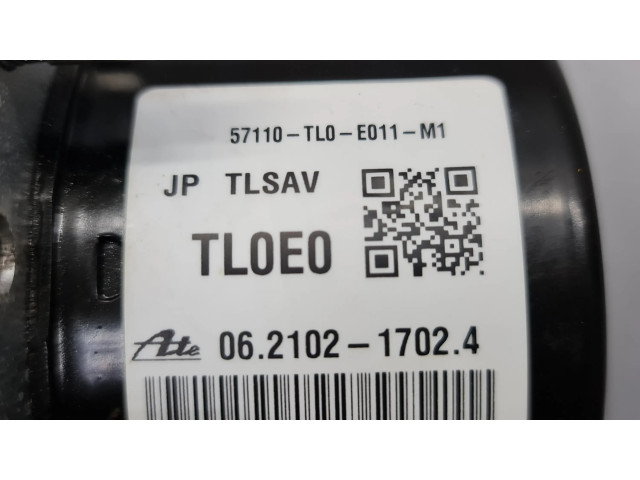 57110-TL0-E011-M1
JP TLSAV
TL0E0
Ate 06.2102-1702.4